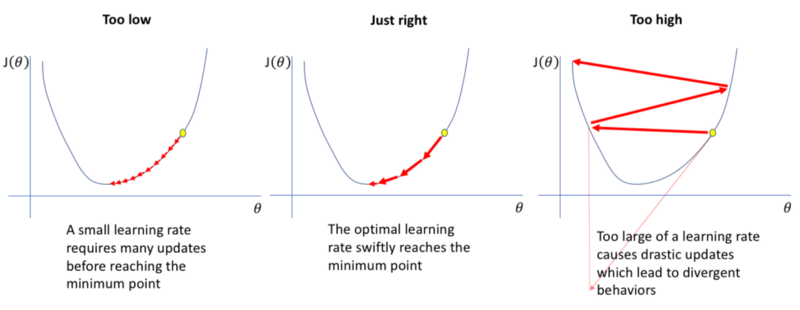 Too low
J(θ)
θ
A small learning rate
requires many updates
before reaching the
minimum point
Just right
J(θ)
θ
The optimal learning
rate swiftly reaches the
minimum point
Too high
J(θ)
θ
Too large of a learning rate
causes drastic updates
which lead to divergent
behaviors